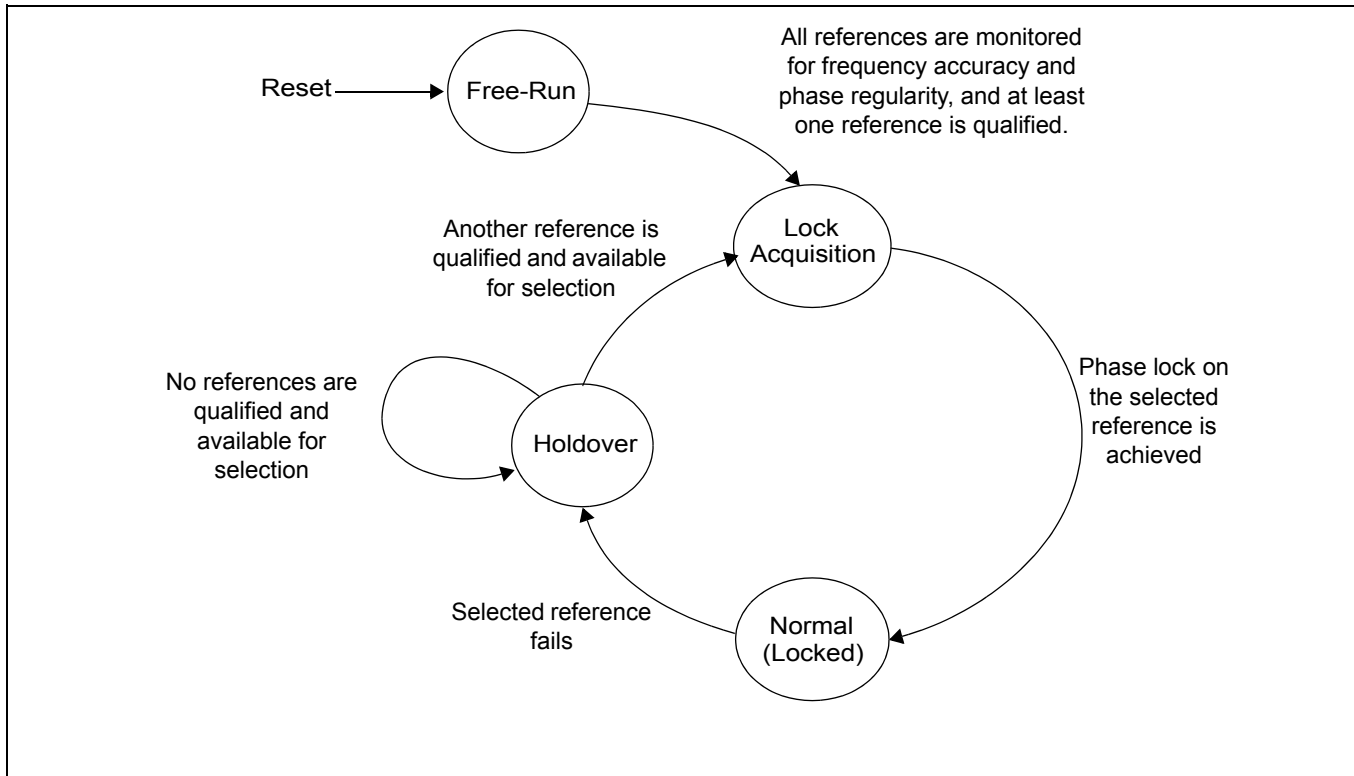 Reset
Free-Run
All references are monitored
for frequency accuracy and
phase regularity, and at least
one reference is qualified.
Lock
Acquisition
Another reference is
qualified and available
for selection
No references are
qualified and
available for
selection
Holdover
Phase lock on
the selected
reference is
achieved
Selected reference
fails
Normal
(Locked)